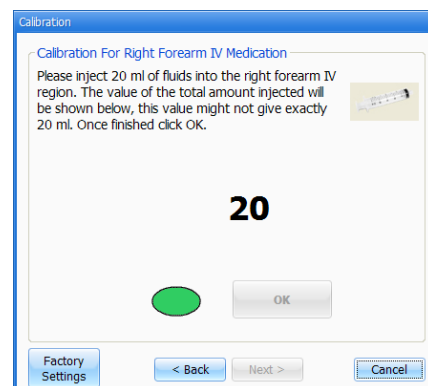 Calibration
Calibration For Right Forearm IV Medication
Please inject 20 ml of fluids into the right forearm IV
region. The value of the total amount injected will
be shown below, this value might not give exactly
20 ml. Once finished click OK.
20
OK
Factory
Settings
< Back
Next >
Cancel